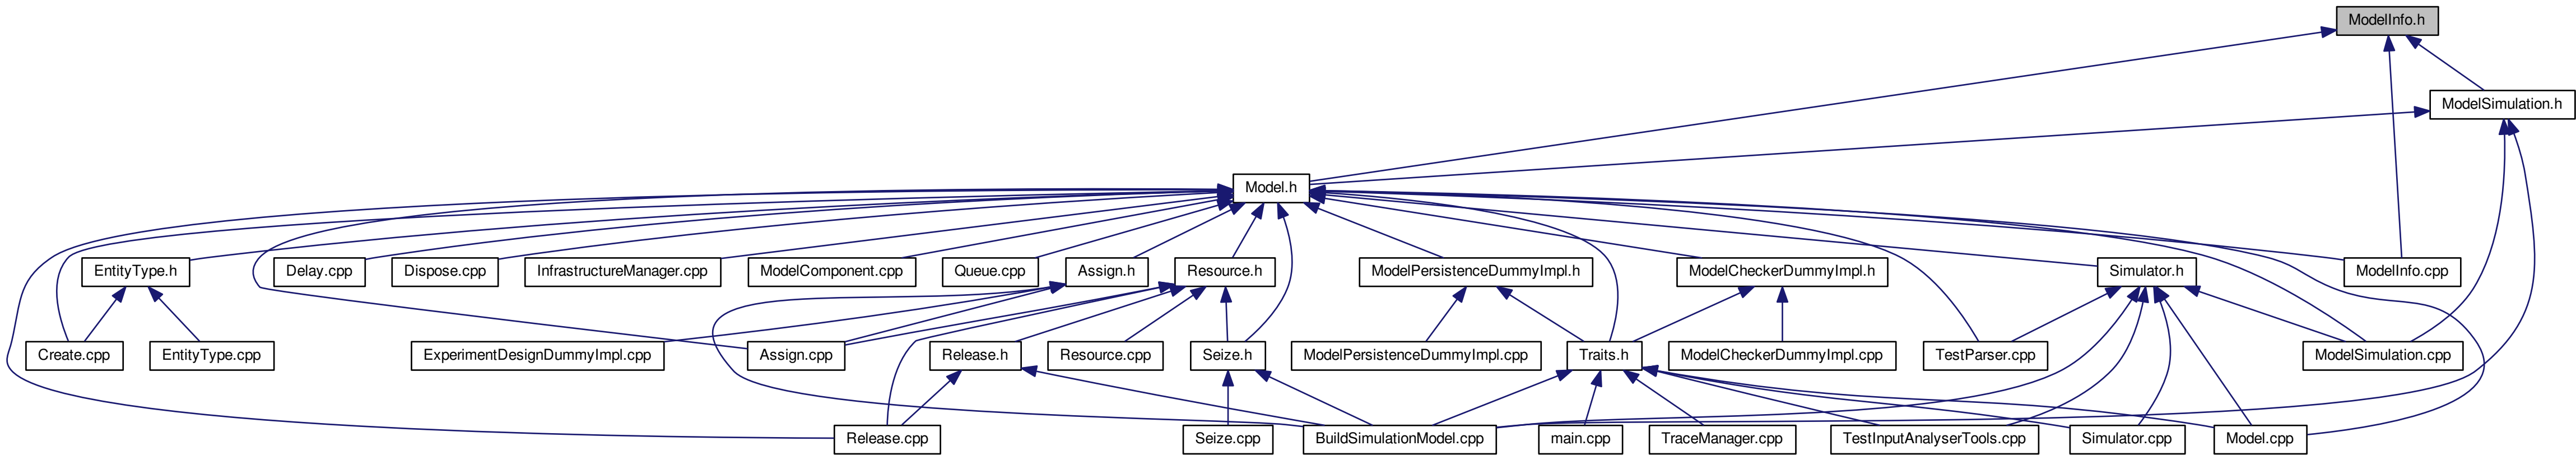 ModelInfo.h
ModelSimulation.h
Model.h
EntityType.h
Delay.cpp
Dispose.cpp
InfrastructureManager.cpp
ModelComponent.cpp
Queue.cpp
Assign.h
Resource.h
ModelPersistenceDummyImpl.h
ModelCheckerDummyImpl.h
Simulator.h
ModelInfo.cpp
Create.cpp
EntityType.cpp
ExperimentDesignDummyImpl.cpp
Assign.cpp
Release.h
Resource.cpp
Seize.h
ModelPersistenceDummyImpl.cpp
Traits.h
ModelCheckerDummyImpl.cpp
TestParser.cpp
ModelSimulation.cpp
Release.cpp
Seize.cpp
BuildSimulationModel.cpp
main.cpp
TraceManager.cpp
TestInputAnalyserTools.cpp
Simulator.cpp
Model.cpp